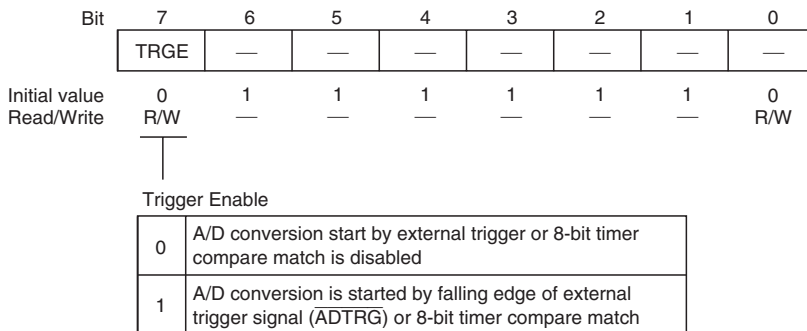 Bit 7 6 5 4 3 2 1 0
TRGE — — — — — — —
Initial value 0 1 1 1 1 1 1 0
Read/Write R/W — — — — — — R/W
Trigger Enable
0 A/D conversion start by external trigger or 8-bit timer
compare match is disabled
1 A/D conversion is started by falling edge of external
trigger signal (ADTRG) or 8-bit timer compare match